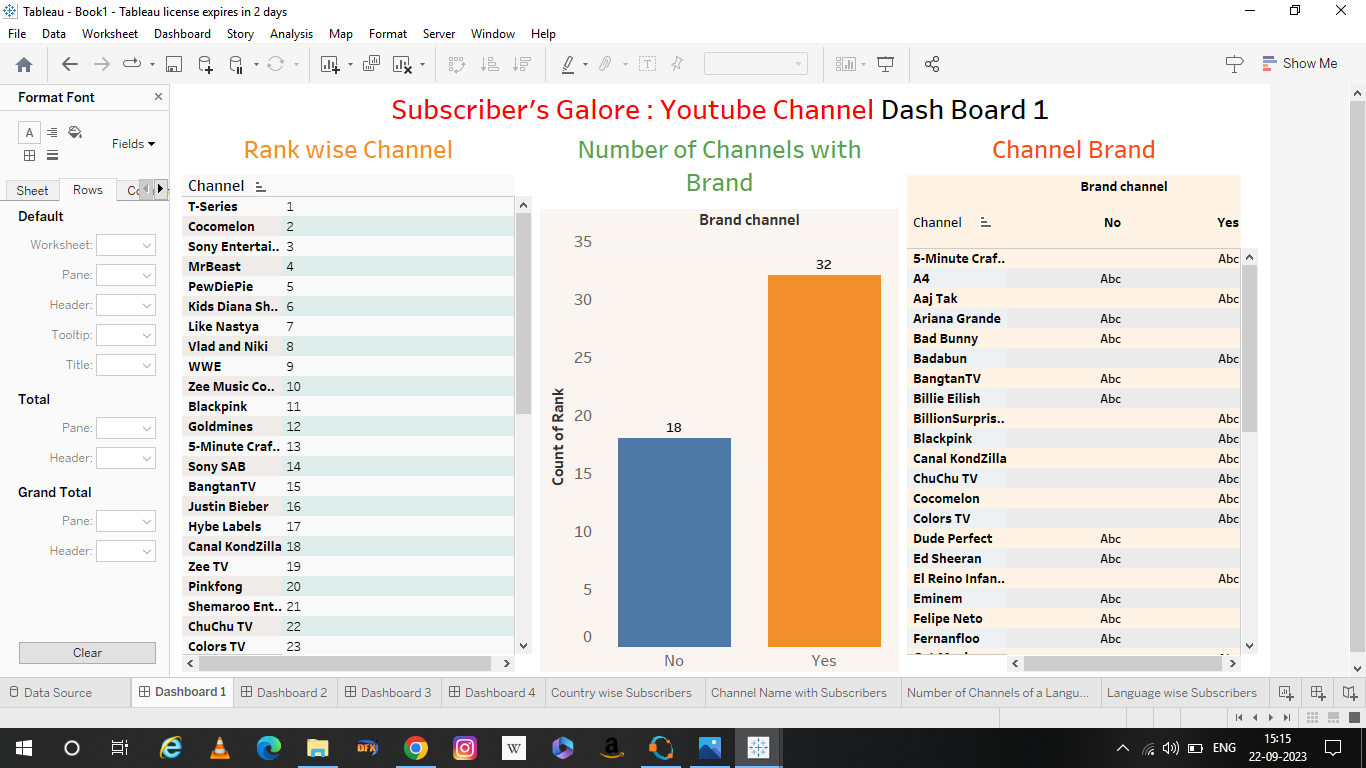 Tableau - Book1 - Tableau license expires in 2 days
File Data Worksheet Dashboard Story Analysis Map Format Server Window Help
Show Me
Format Font
Fields
Sheet Rows
Default
Worksheet:
Pane:
Header:
Tooltip:
Title:
Total
Pane:
Header:
Grand Total
Pane:
Header:
Clear
Subscriber's Galore : Youtube Channel Dash Board 1
Rank wise Channel
Channel
T-Series 1
Cocomelon 2
Sony Entertai.. 3
MrBeast 4
PewDiePie 5
Kids Diana Sh.. 6
Like Nastya 7
Vlad and Niki 8
WWE 9
Zee Music Co.. 10
Blackpink 11
Goldmines 12
5-Minute Craf.. 13
Sony SAB 14
BangtanTV 15
Justin Bieber 16
Hybe Labels 17
Canal KondZilla 18
Zee TV 19
Pinkfong 20
Shemaroo Ent.. 21
ChuChu TV 22
Colors TV 23
Number of Channels with
Brand
Brand channel
Count of Rank
35
30
25
20
15
10
5
0
18
32
No Yes
Channel Brand
Brand channel
Channel No Yes
5-Minute Craf.. Abc
A4 Abc
Aaj Tak Abc
Ariana Grande Abc
Bad Bunny Abc
Badabun Abc
BangtanTV Abc
Billie Eilish Abc
BillionSurpris.. Abc
Blackpink Abc
Canal KondZilla Abc
ChuChu TV Abc
Cocomelon Abc
Colors TV Abc
Dude Perfect Abc
Ed Sheeran Abc
El Reino Infan.. Abc
Eminem Abc
Felipe Neto Abc
Fernanfloo Abc
Data Source Dashboard 1 Dashboard 2 Dashboard 3 Dashboard 4 Country wise Subscribers Channel Name with Subscribers Number of Channels of a Langu... Language wise Subscribers
DFX
W
a
ENG
15:15
22-09-2023